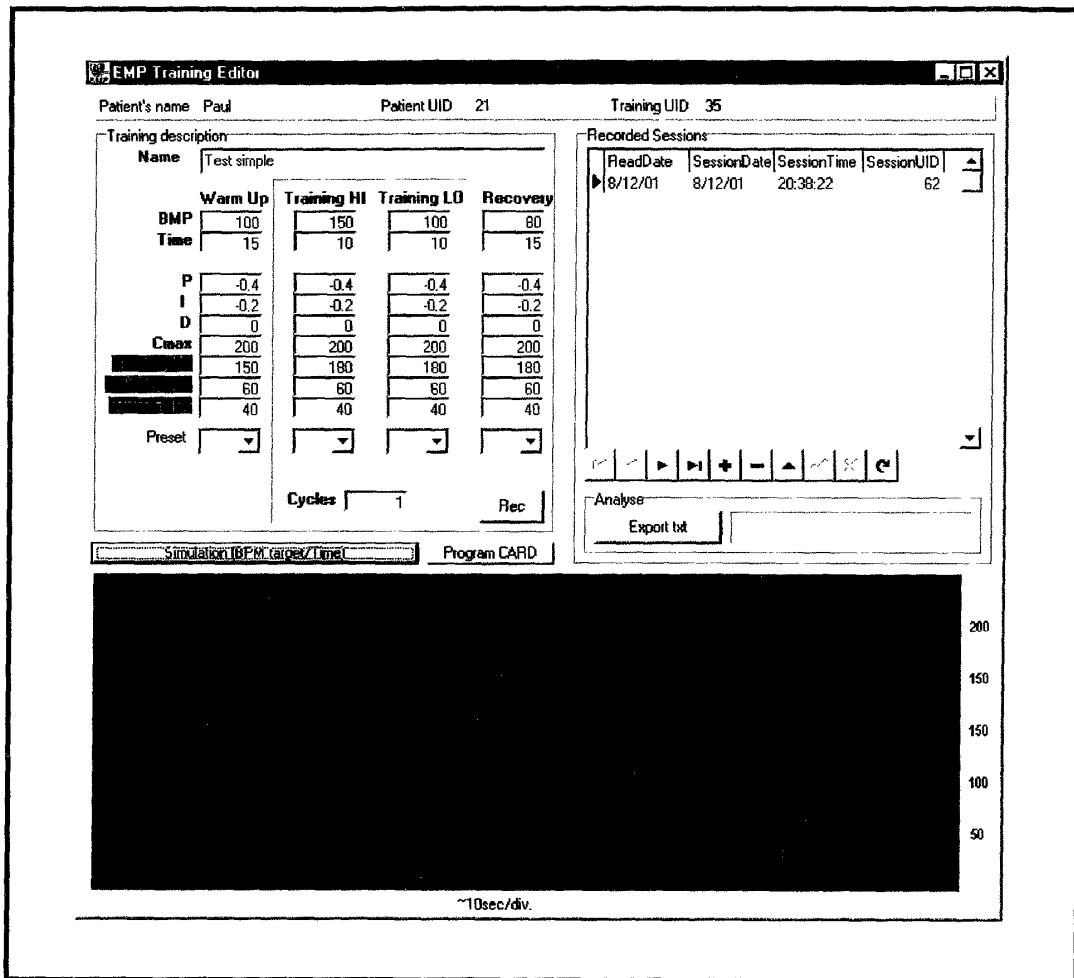 EMP Training Editor
Patient's name Paul Patient UID 21 Training UID 35
Training description
Name Test simple
Warm Up Training HI Training LO Recovery
BMP 100 150 100 80
Time 15 10 10 15
P -0.4 -0.4 -0.4 -0.4
I -0.2 -0.2 -0.2 -0.2
D 0 0 0 0
Cmax 200 200 200 200
150 180 180 180
60 60 60 60
40 40 40 40
Preset
Cycles 1 Rec
Simulation (BPM target/Time) Program CARD
Recorded Sessions
ReadDate SessionDate SessionTime SessionUID
8/12/01 8/12/01 20:38:22 62
Analyse
Export txt
200
150
150
100
50
~10sec/div.